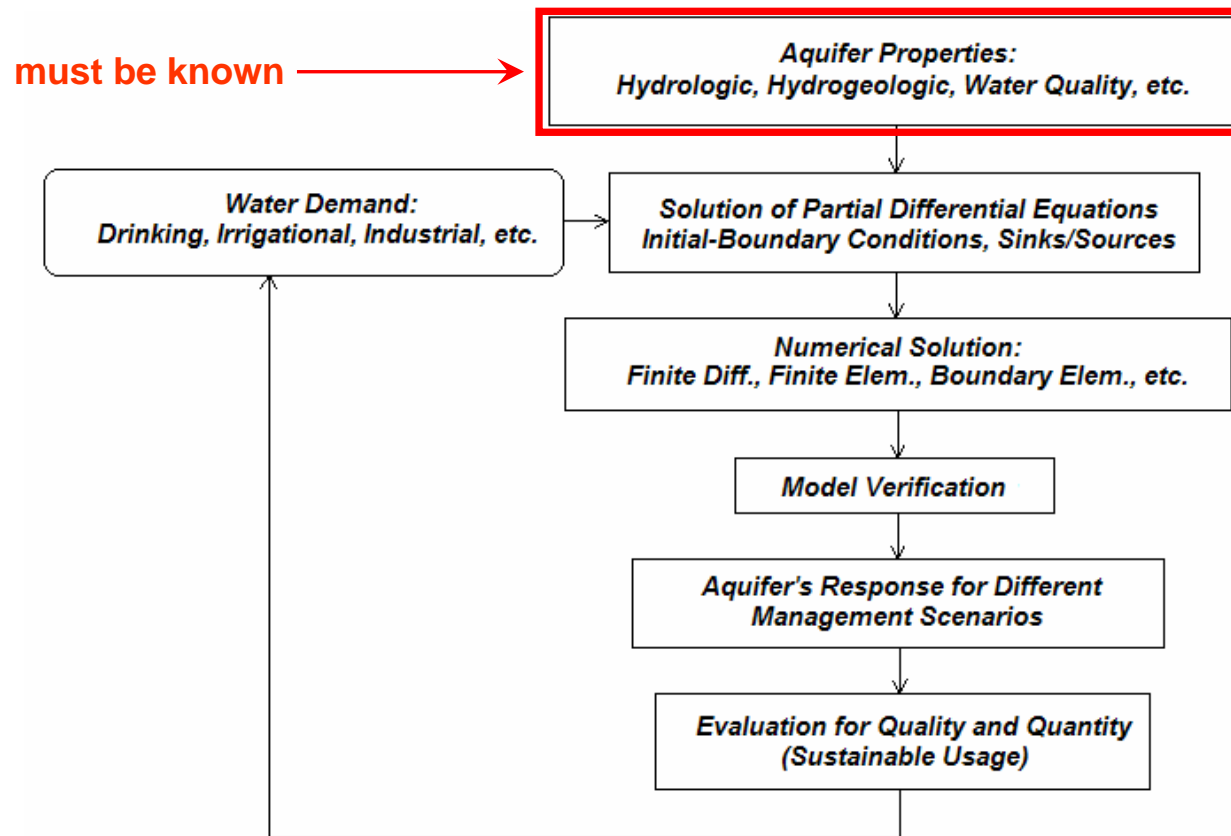 must be known
Aquifer Properties:
Hydrologic, Hydrogeologic, Water Quality, etc.
Water Demand:
Drinking, Irrigational, Industrial, etc.
Solution of Partial Differential Equations
Initial-Boundary Conditions, Sinks/Sources
Numerical Solution:
Finite Diff., Finite Elem., Boundary Elem., etc.
Model Verification
Aquifer's Response for Different
Management Scenarios
Evaluation for Quality and Quantity
(Sustainable Usage)